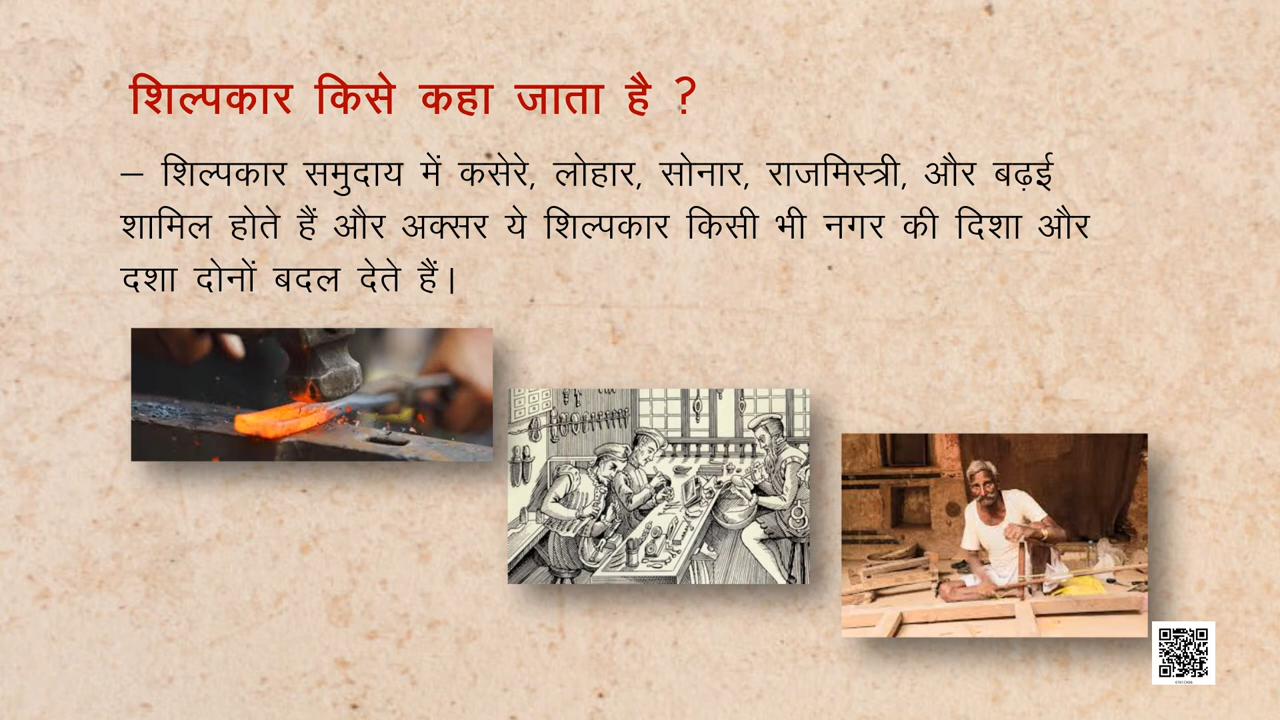 शिल्पकार किसे कहा जाता है ?
– शिल्पकार समुदाय में कसेरे, लोहार, सोनार, राजमिस्त्री, और बढ़ई
शामिल होते हैं और अक्सर ये शिल्पकार किसी भी नगर की दिशा और
दशा दोनों बदल देते हैं।